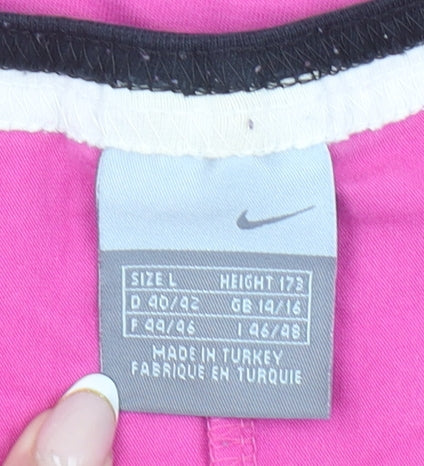 SIZE L HEIGHT 173
D 40/42 GB 14/16
F 44/46 I 46/48
MADE IN TURKEY
FABRIQUE EN TURQUIE